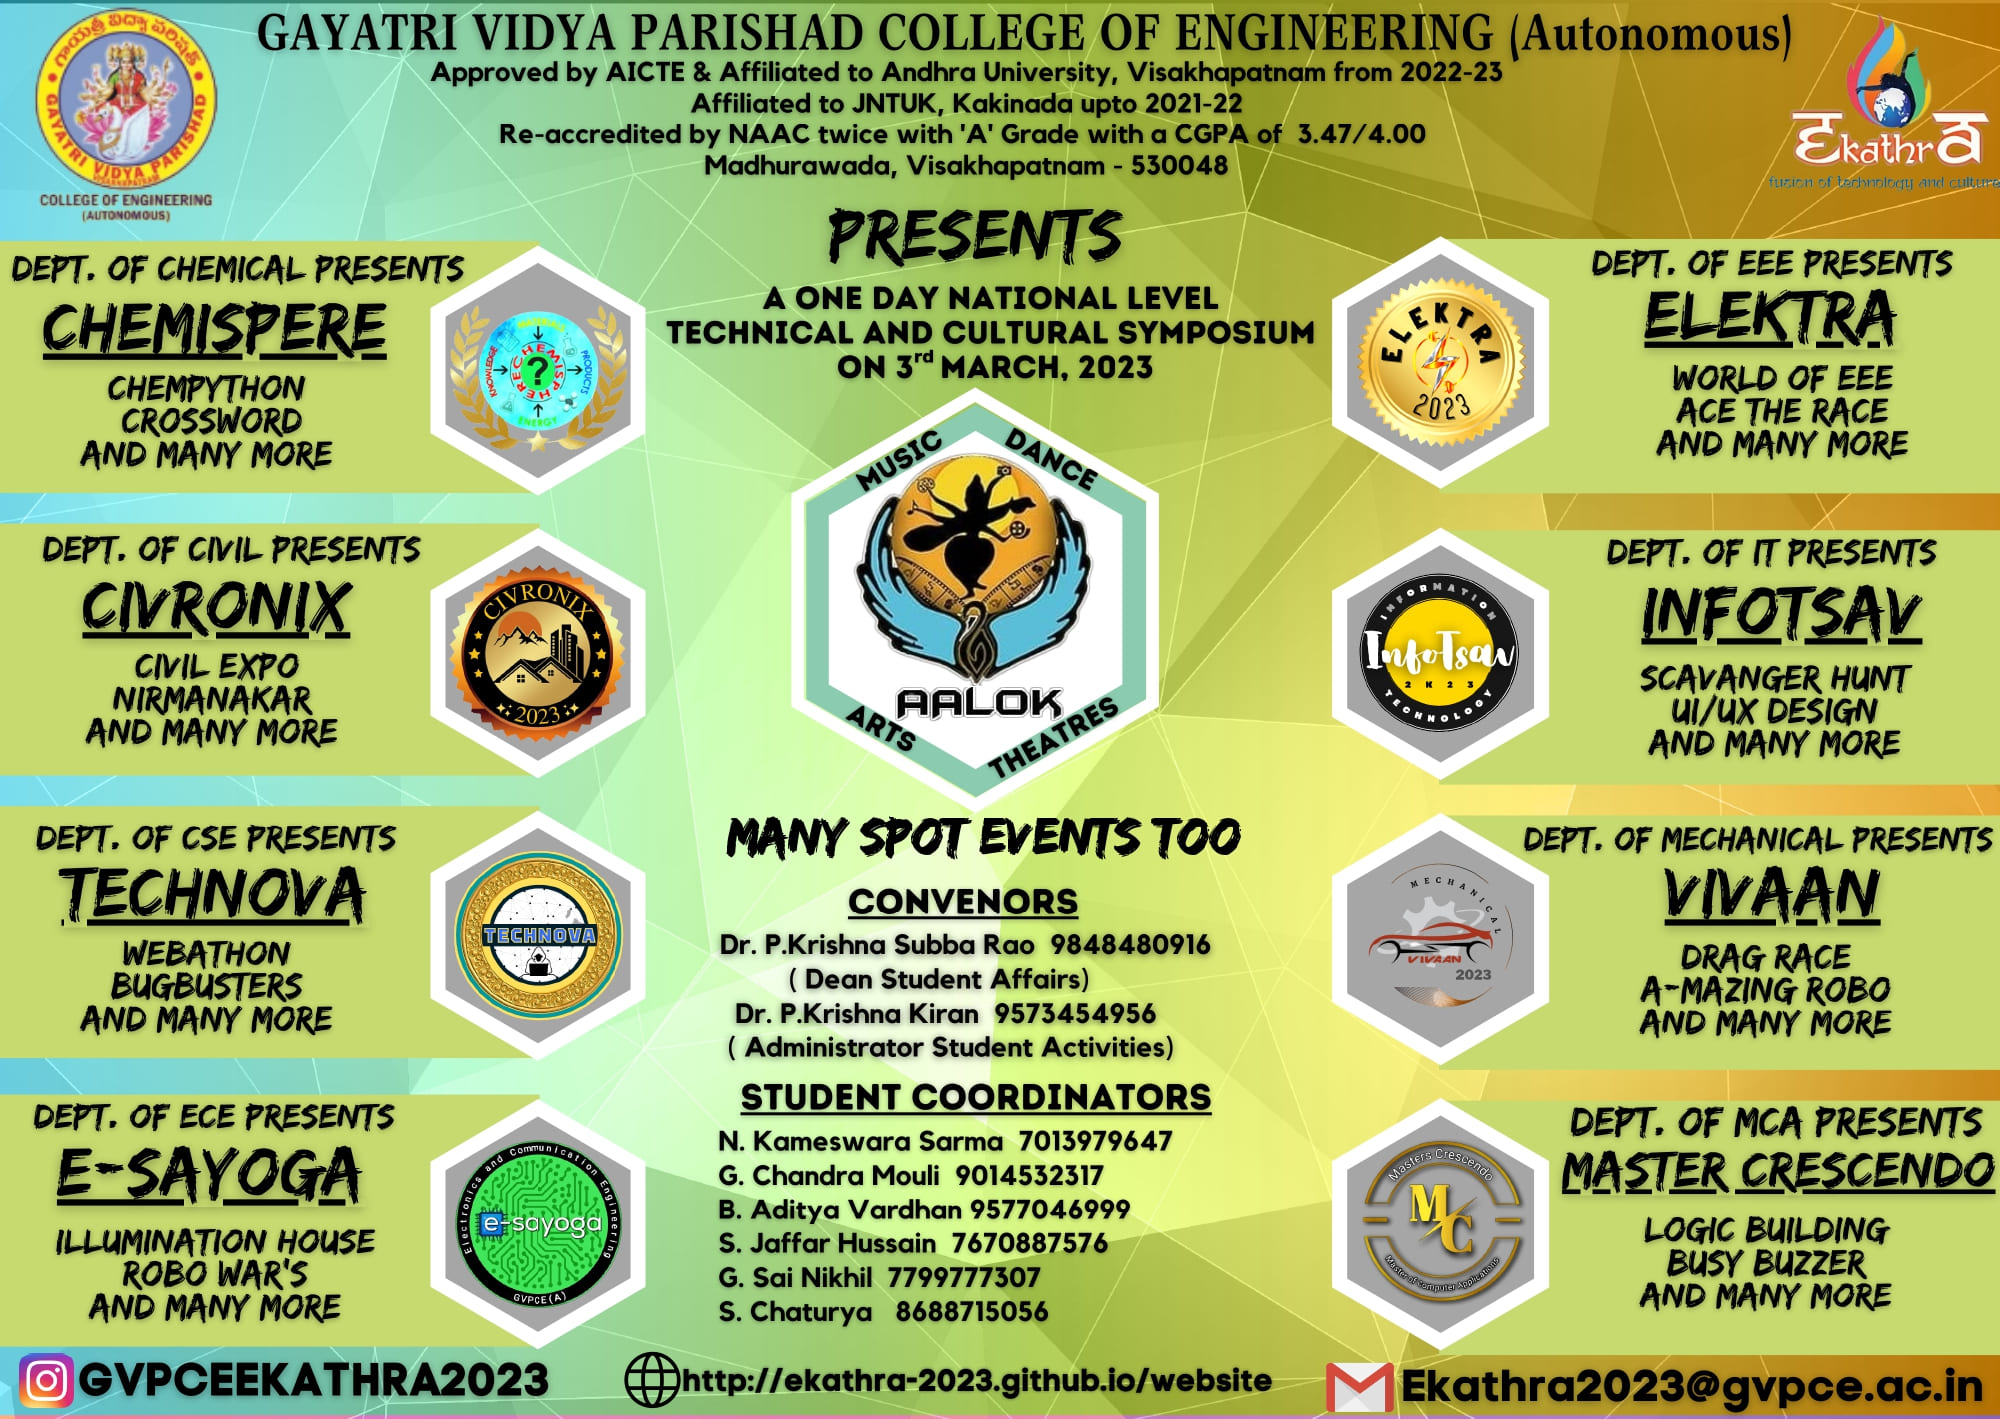 గాయత్రీ విద్యా పరిషత్
GAYATRI VIDYA PARISHAD
COLLEGE OF ENGINEERING
(AUTONOMOUS)
GAYATRI VIDYA PARISHAD COLLEGE OF ENGINEERING (Autonomous)
Approved by AICTE & Affiliated to Andhra University, Visakhapatnam from 2022-23
Affiliated to JNTUK, Kakinada upto 2021-22
Re-accredited by NAAC twice with 'A' Grade with a CGPA of 3.47/4.00
Madhurawada, Visakhapatnam - 530048
EkathrA
fusion of technology and culture
PRESENTS
A ONE DAY NATIONAL LEVEL
TECHNICAL AND CULTURAL SYMPOSIUM
ON 3rd MARCH, 2023
DEPT. OF CHEMICAL PRESENTS
CHEMISPERE
CHEMPYTHON
CROSSWORD
AND MANY MORE
KNOWLEDGE
PRODUCTS
ENERGY
CHEMISPHERE
?
DEPT. OF CIVIL PRESENTS
CIVRONIX
CIVIL EXPO
NIRMANAKAR
AND MANY MORE
CIVRONIX
2023
DEPT. OF CSE PRESENTS
TECHNOVA
WEBATHON
BUGBUSTERS
AND MANY MORE
TECHNOVA
DEPT. OF ECE PRESENTS
E-SAYOGA
ILLUMINATION HOUSE
ROBO WAR'S
AND MANY MORE
Electronics and Communication Engineering
e-sayoga
GVPCE(A)
MUSIC
DANCE
AALOK
ARTS
THEATRES
MANY SPOT EVENTS TOO
CONVENORS
Dr. P.Krishna Subba Rao 9848480916
( Dean Student Affairs)
Dr. P.Krishna Kiran 9573454956
( Administrator Student Activities)
STUDENT COORDINATORS
N. Kameswara Sarma 7013979647
G. Chandra Mouli 9014532317
B. Aditya Vardhan 9577046999
S. Jaffar Hussain 7670887576
G. Sai Nikhil 7799777307
S. Chaturya 8688715056
DEPT. OF EEE PRESENTS
ELEKTRA
WORLD OF EEE
ACE THE RACE
AND MANY MORE
ELEKTRA
2023
DEPT. OF IT PRESENTS
INFOTSAV
SCAVANGER HUNT
UI/UX DESIGN
AND MANY MORE
INFORMATION
InfoTsav
2K23
TECHNOLOGY
DEPT. OF MECHANICAL PRESENTS
VIVAAN
DRAG RACE
A-MAZING ROBO
AND MANY MORE
MECHANICAL
VIVAAN
2023
DEPT. OF MCA PRESENTS
MASTER CRESCENDO
LOGIC BUILDING
BUSY BUZZER
AND MANY MORE
Masters Crescendo
M/C
Master of Computer Applications
GVPCEEKATHRA2023
http://ekathra-2023.github.io/website
Ekathra2023@gvpce.ac.in